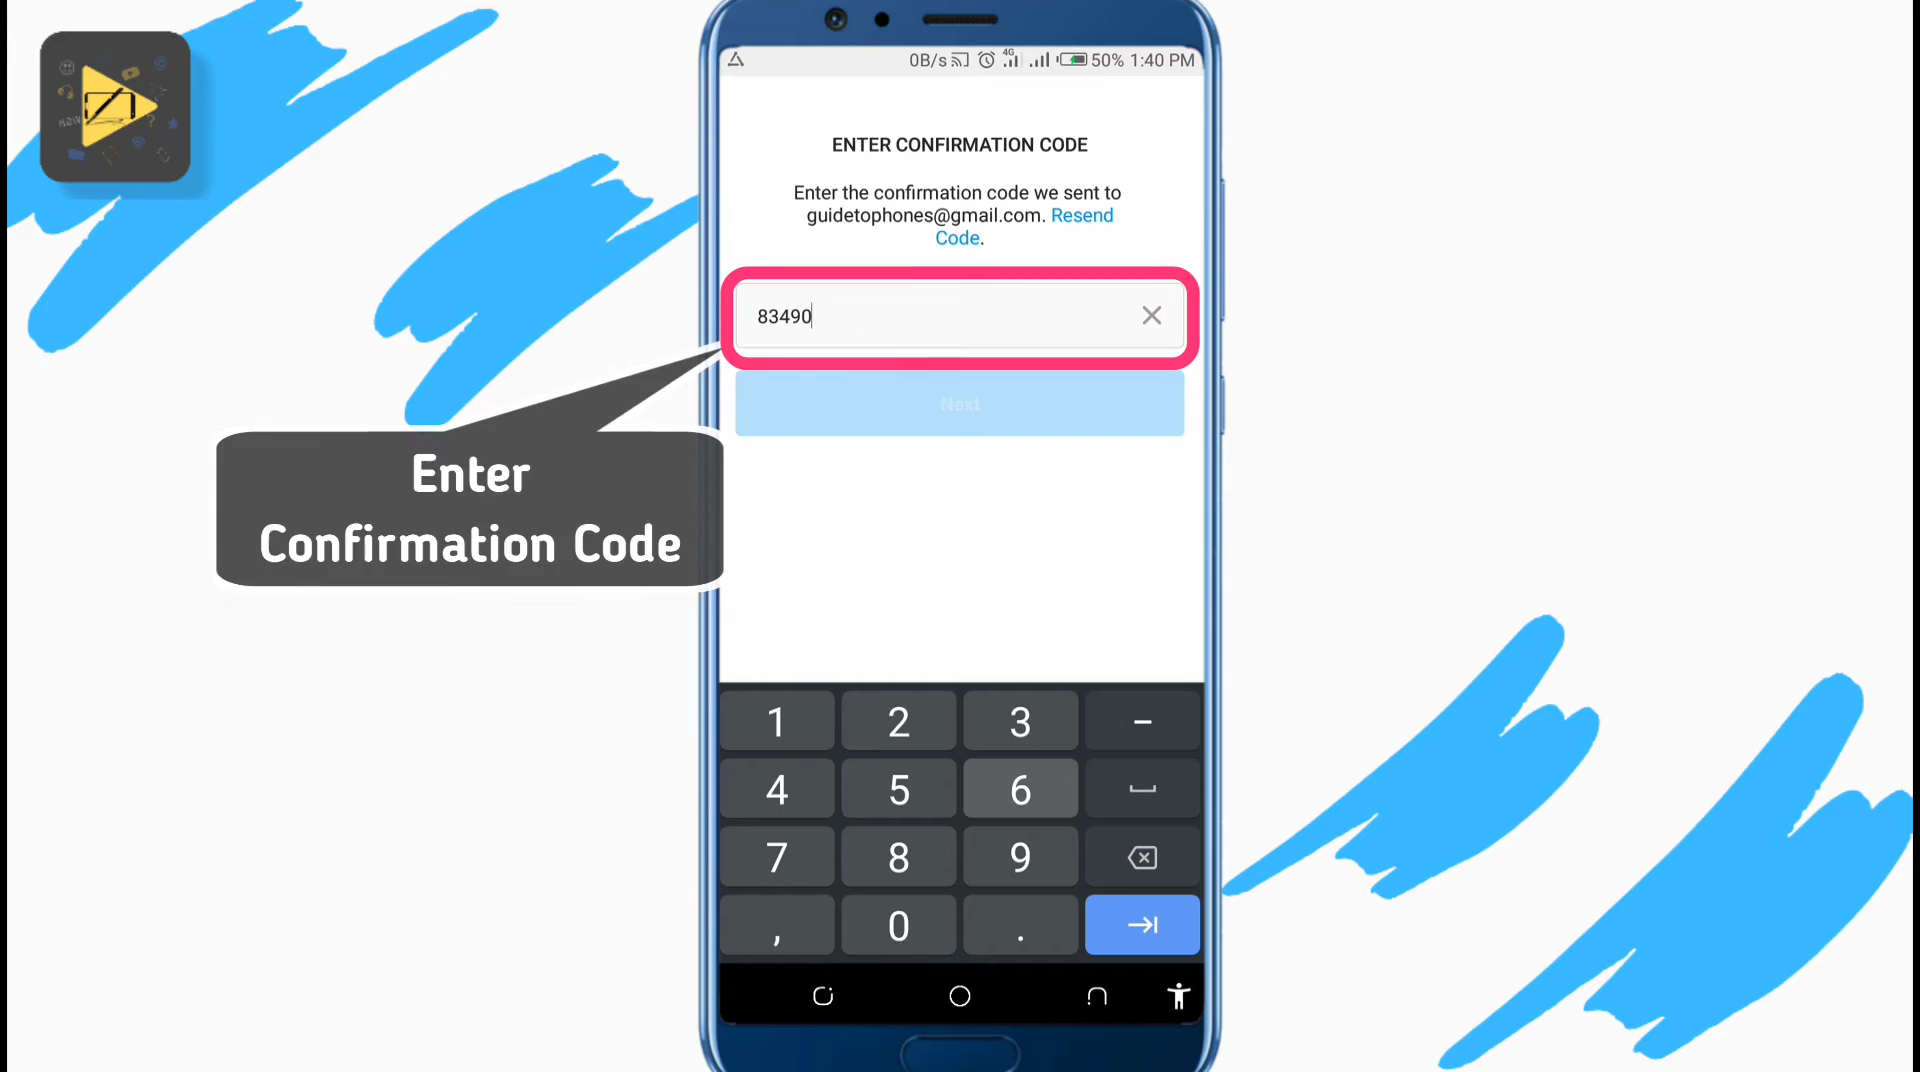 0B/s 4G 50% 1:40 PM
ENTER CONFIRMATION CODE
Enter the confirmation code we sent to
guidetophones@gmail.com. Resend
Code.
83490
Next
Enter
Confirmation Code
1 2 3 –
4 5 6
7 8 9
, 0 .